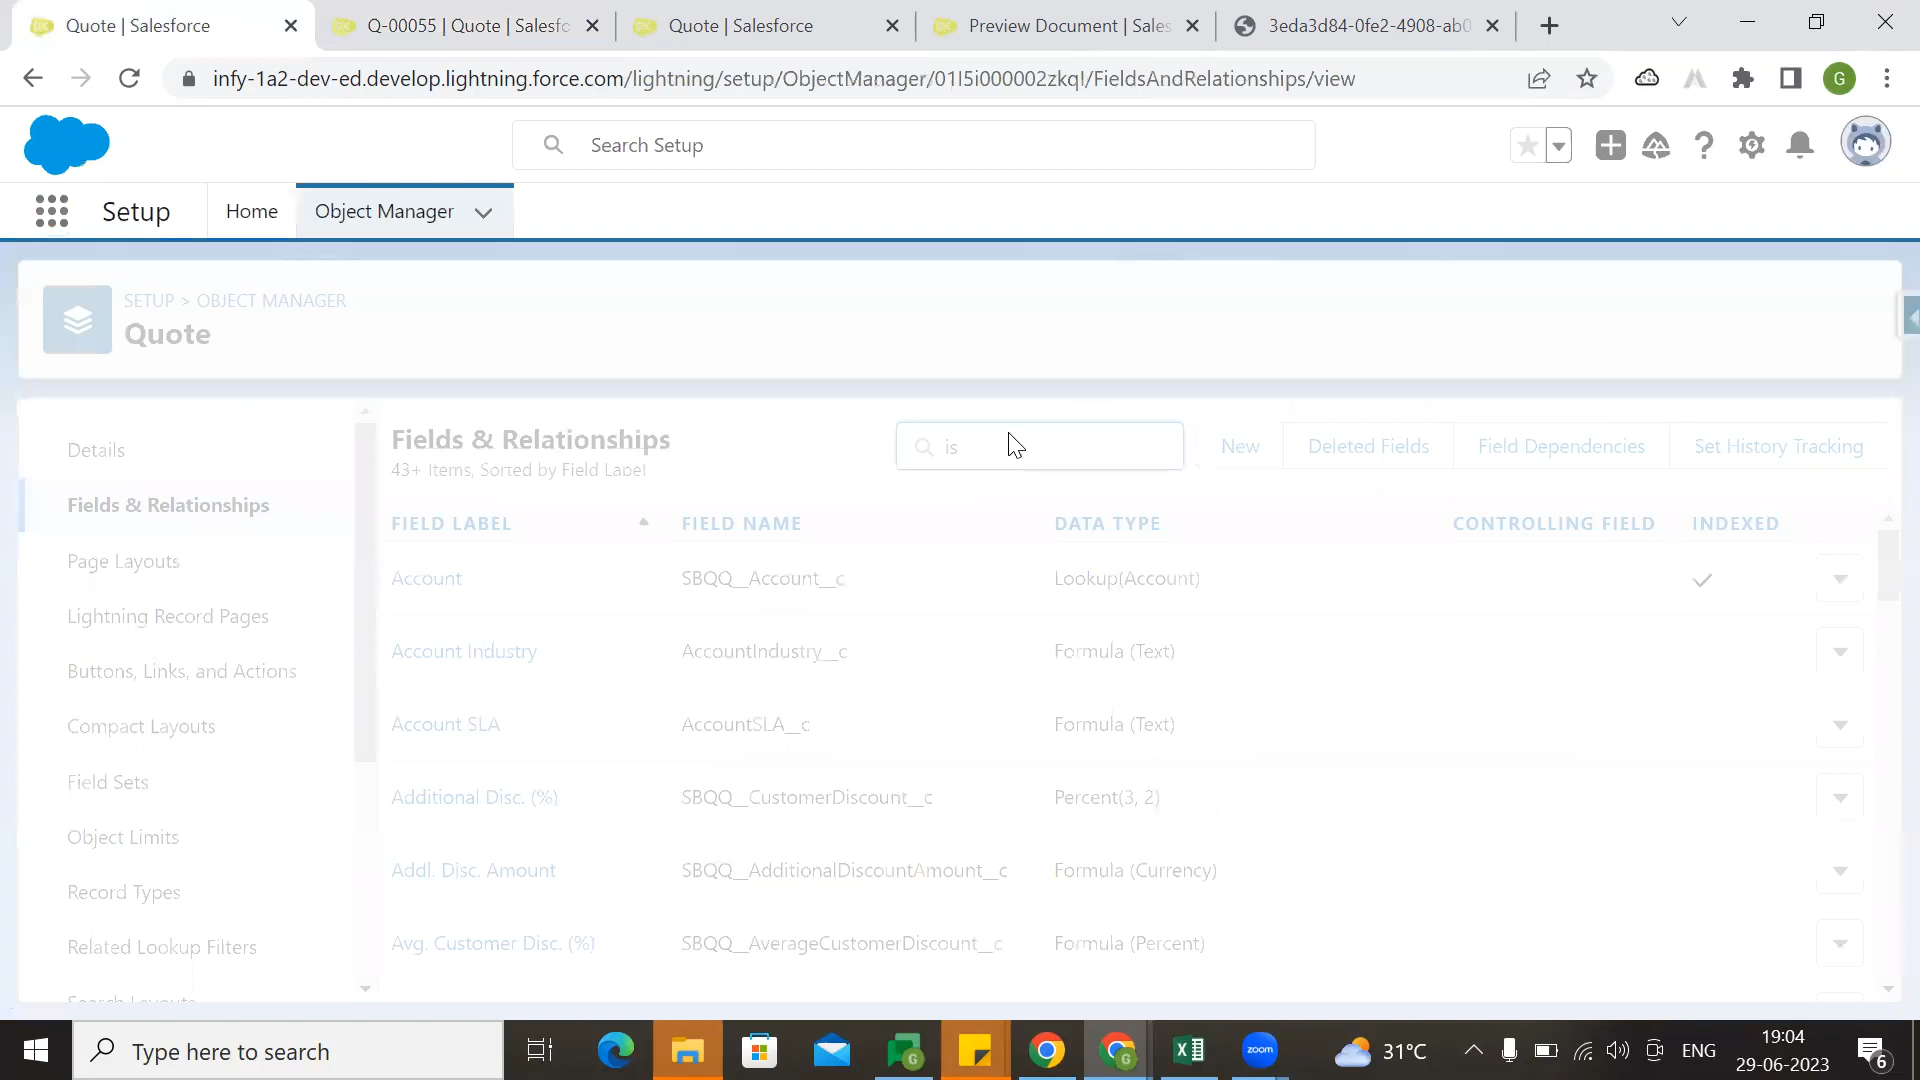 Quote | Salesforce
Q-00055 | Quote | Salesfc
Quote | Salesforce
Preview Document | Sales
3eda3d84-0fe2-4908-ab0
infy-1a2-dev-ed.develop.lightning.force.com/lightning/setup/ObjectManager/01I5i000002zkqI/FieldsAndRelationships/view
G
Search Setup
Setup
Home
Object Manager
SETUP > OBJECT MANAGER
Quote
Details
Fields & Relationships
Page Layouts
Lightning Record Pages
Buttons, Links, and Actions
Compact Layouts
Field Sets
Object Limits
Record Types
Related Lookup Filters
Search Layouts
Fields & Relationships
43+ Items, Sorted by Field Label
is
New
Deleted Fields
Field Dependencies
Set History Tracking
FIELD LABEL FIELD NAME DATA TYPE CONTROLLING FIELD INDEXED
Account SBQQ__Account__c Lookup(Account)
Account Industry AccountIndustry__c Formula (Text)
Account SLA AccountSLA__c Formula (Text)
Additional Disc. (%) SBQQ__CustomerDiscount__c Percent(3, 2)
Addl. Disc. Amount SBQQ__AdditionalDiscountAmount__c Formula (Currency)
Avg. Customer Disc. (%) SBQQ__AverageCustomerDiscount__c Formula (Percent)
Type here to search
G
G
zoom
31°C
ENG
19:04
29-06-2023
6